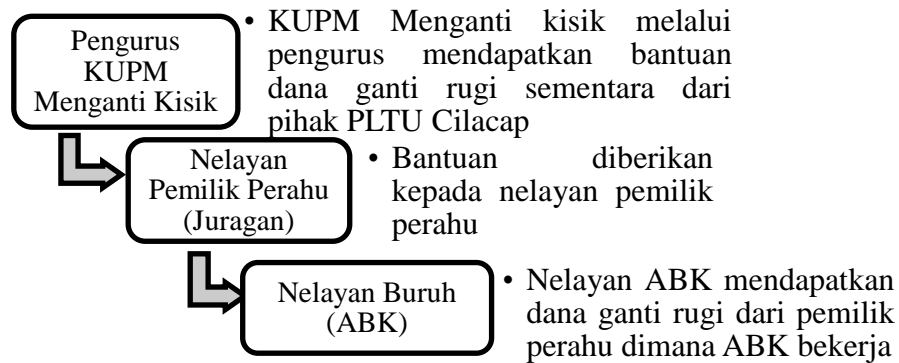 Pengurus
KUPM
Menganti Kisik
• KUPM Menganti kisik melalui
pengurus mendapatkan bantuan
dana ganti rugi sementara dari
pihak PLTU Cilacap
Nelayan
Pemilik Perahu
(Juragan)
• Bantuan diberikan
kepada nelayan pemilik
perahu
Nelayan Buruh
(ABK)
• Nelayan ABK mendapatkan
dana ganti rugi dari pemilik
perahu dimana ABK bekerja